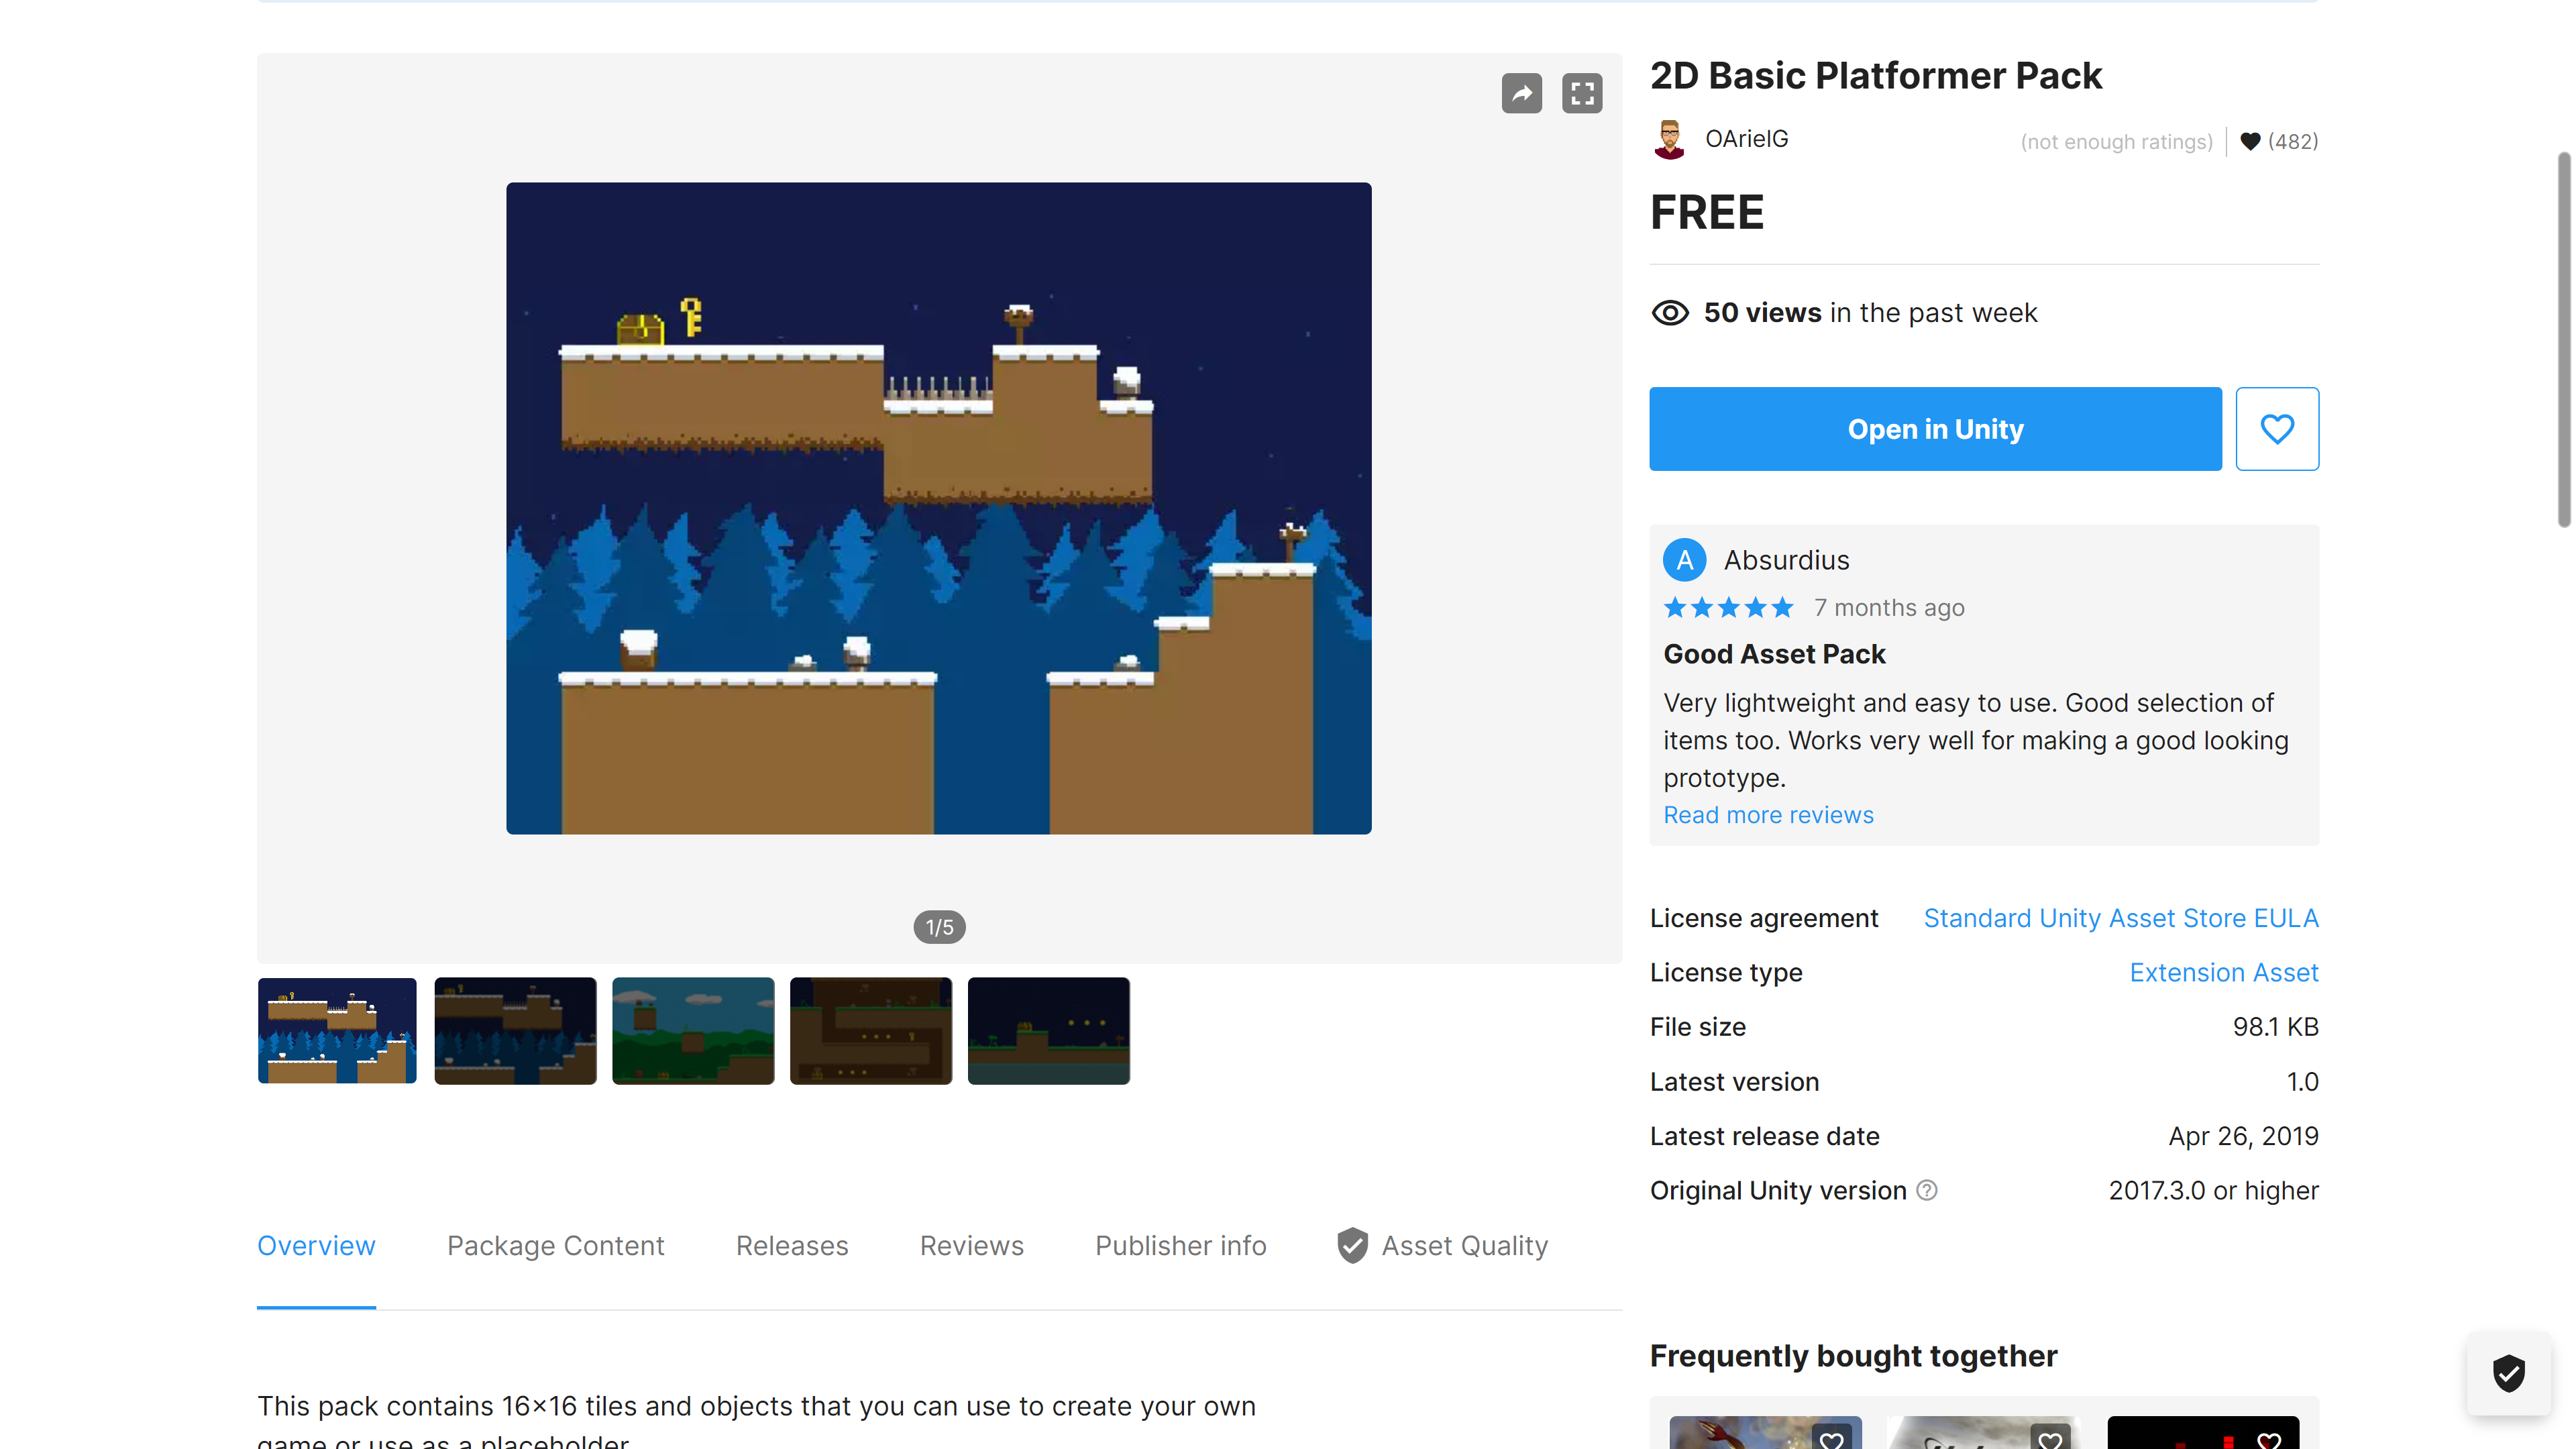 2D Basic Platformer Pack
OArielG
(not enough ratings) (482)
FREE
50 views in the past week
Open in Unity
A Absurdius
7 months ago
Good Asset Pack
Very lightweight and easy to use. Good selection of
items too. Works very well for making a good looking
prototype.
Read more reviews
License agreement Standard Unity Asset Store EULA
License type Extension Asset
File size 98.1 KB
Latest version 1.0
Latest release date Apr 26, 2019
Original Unity version ? 2017.3.0 or higher
1/5
Overview Package Content Releases Reviews Publisher info Asset Quality
This pack contains 16×16 tiles and objects that you can use to create your own
game or use as a placeholder
Frequently bought together